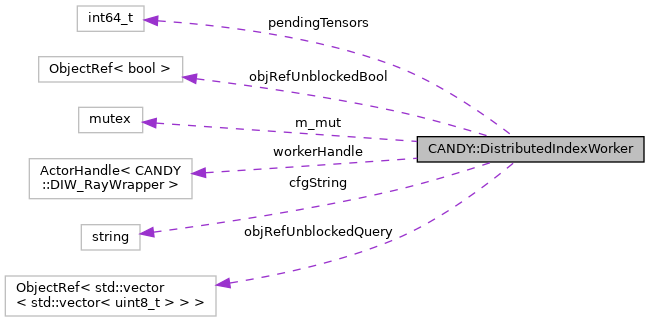 int64_t
pendingTensors
ObjectRef< bool >
objRefUnblockedBool
mutex
m_mut
CANDY::DistributedIndexWorker
workerHandle
ActorHandle< CANDY
::DIW_RayWrapper >
cfgString
string
objRefUnblockedQuery
ObjectRef< std::vector
< std::vector< uint8_t > > >